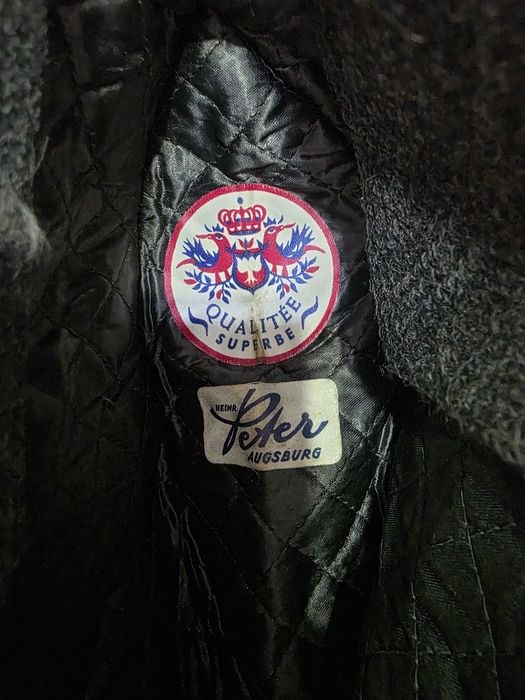 QUALITÉE
SUPERBE
HEINR.
Peter
AUGSBURG